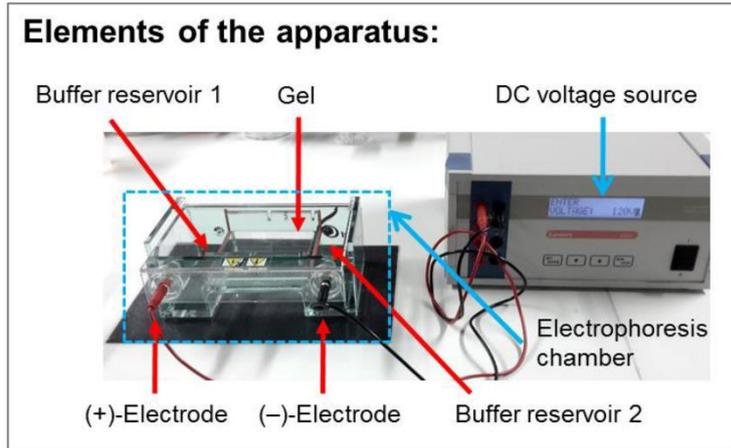 Elements of the apparatus:
Buffer reservoir 1
Gel
DC voltage source
ENTER
VOLTAGE: 120V
Electrophoresis
chamber
(+)-Electrode
(–)-Electrode
Buffer reservoir 2